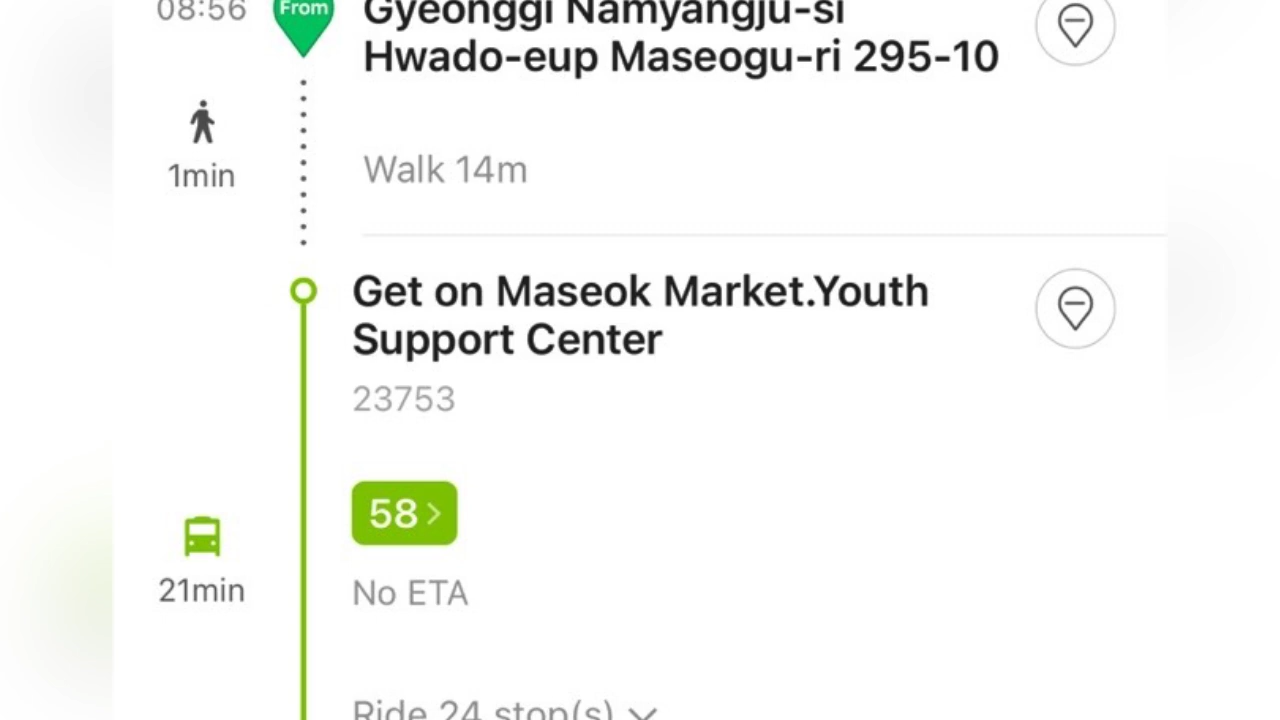 08:56
From
Gyeonggi Namyangju-si
Hwado-eup Maseogu-ri 295-10
1min
Walk 14m
Get on Maseok Market.Youth
Support Center
23753
58
21min
No ETA
Ride 24 stop(s)